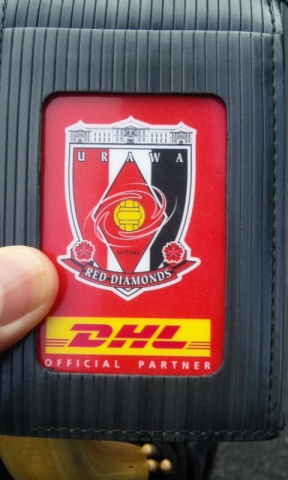 URAWA
SAITAMA
RED DIAMONDS
DHL
OFFICIAL PARTNER